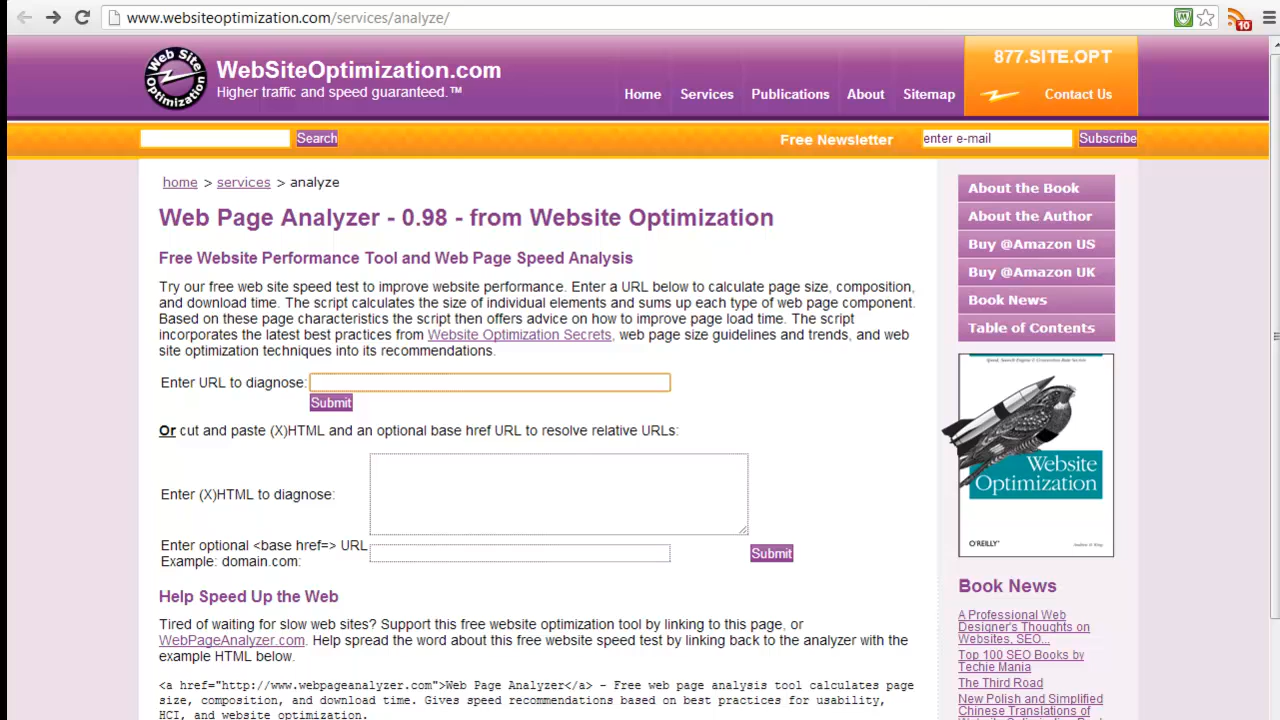 www.websiteoptimization.com/services/analyze/
10
Web Site Optimization
WebSiteOptimization.com
Higher traffic and speed guaranteed.™
Home Services Publications About Sitemap
877.SITE.OPT
Contact Us
Search
Free Newsletter
enter e-mail
Subscribe
home > services > analyze
Web Page Analyzer - 0.98 - from Website Optimization
Free Website Performance Tool and Web Page Speed Analysis
Try our free web site speed test to improve website performance. Enter a URL below to calculate page size, composition,
and download time. The script calculates the size of individual elements and sums up each type of web page component.
Based on these page characteristics the script then offers advice on how to improve page load time. The script
incorporates the latest best practices from Website Optimization Secrets, web page size guidelines and trends, and web
site optimization techniques into its recommendations.
Enter URL to diagnose:
Submit
Or cut and paste (X)HTML and an optional base href URL to resolve relative URLs:
Enter (X)HTML to diagnose:
Enter optional <base href=> URL
Example: domain.com:
Submit
Help Speed Up the Web
Tired of waiting for slow web sites? Support this free website optimization tool by linking to this page, or
WebPageAnalyzer.com. Help spread the word about this free website speed test by linking back to the analyzer with the
example HTML below.
<a href="http://www.webpageanalyzer.com">Web Page Analyzer</a> - Free web page analysis tool calculates page
size, composition, and download time. Gives speed recommendations based on best practices for usability,
HCI, and website optimization.
About the Book
About the Author
Buy @Amazon US
Buy @Amazon UK
Book News
Table of Contents
Website
Optimization
O'REILLY
Book News
A Professional Web
Designer's Thoughts on
Websites, SEO...
Top 100 SEO Books by
Techie Mania
The Third Road
New Polish and Simplified
Chinese Translations of